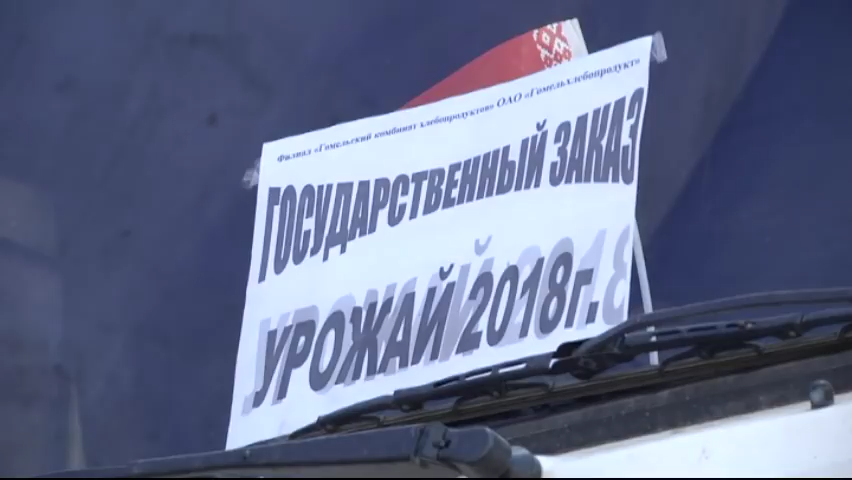 Филиал «Гомельский комбинат хлебопродуктов» ОАО «Гомельхлебопродукт»
ГОСУДАРСТВЕННЫЙ ЗАКАЗ
УРОЖАЙ 2018г.